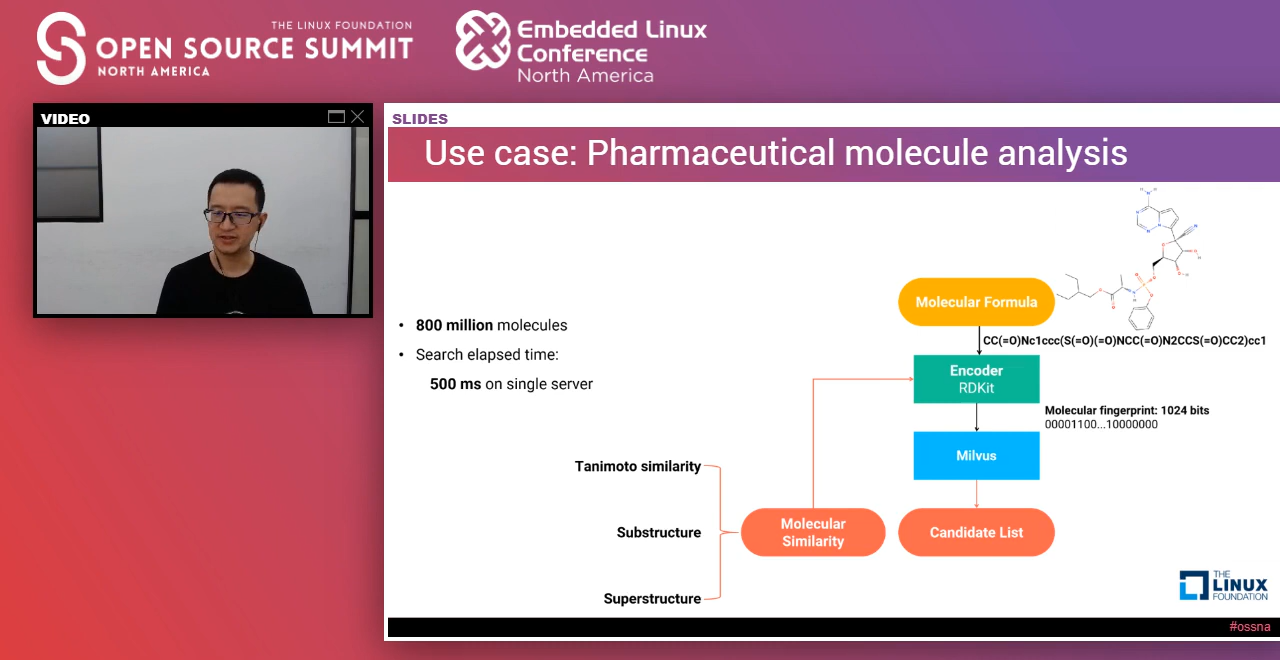 THE LINUX FOUNDATION
OPEN SOURCE SUMMIT
NORTH AMERICA
Embedded Linux
Conference
North America
VIDEO
SLIDES
Use case: Pharmaceutical molecule analysis
• 800 million molecules
• Search elapsed time:
500 ms on single server
Molecular Formula
CC(=O)Nc1ccc(S(=O)(=O)NCC(=O)N2CCS(=O)CC2)cc1
Encoder
RDKit
Molecular fingerprint: 1024 bits
00001100...10000000
Milvus
Tanimoto similarity
Substructure
Superstructure
Molecular
Similarity
Candidate List
THE
LINUX
FOUNDATION
#ossna